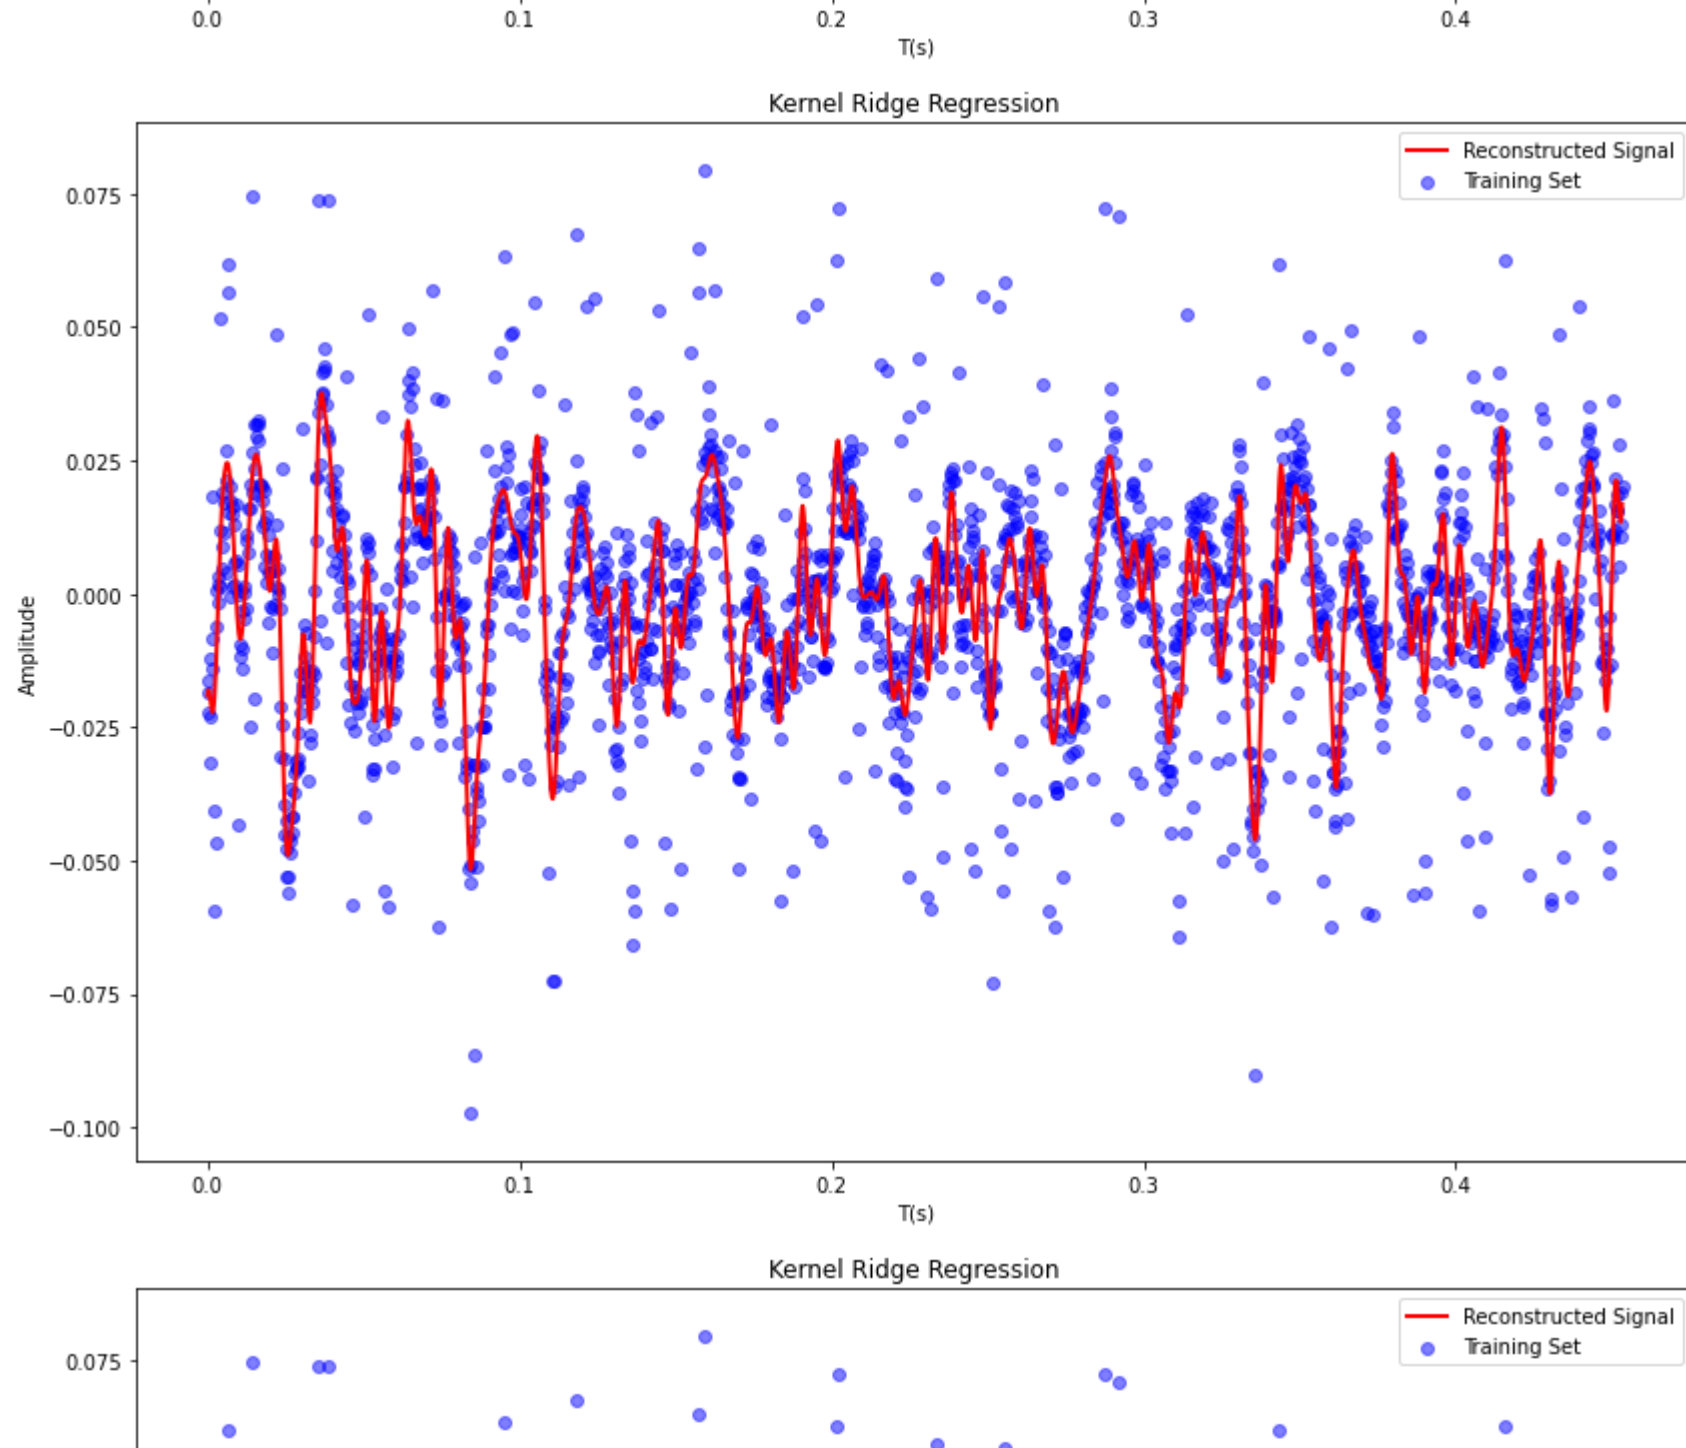 0.0 0.1 0.2 0.3 0.4
T(s)
Kernel Ridge Regression
Reconstructed Signal
Training Set
0.075
0.050
0.025
0.000
−0.025
−0.050
−0.075
−0.100
Amplitude
0.0 0.1 0.2 0.3 0.4
T(s)
Kernel Ridge Regression
Reconstructed Signal
Training Set
0.075